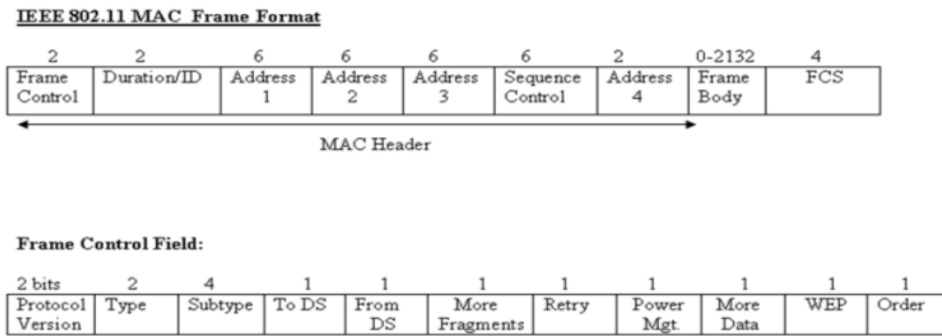 IEEE 802.11 MAC Frame Format
2 2 6 6 6 6 2 0-2132 4
Frame Duration/ID Address Address Address Sequence Address Frame FCS
Control 1 2 3 Control 4 Body
MAC Header
Frame Control Field:
2 bits 2 4 1 1 1 1 1 1 1 1
Protocol Type Subtype To DS From More Retry Power More WEP Order
Version DS Fragments Mgt. Data